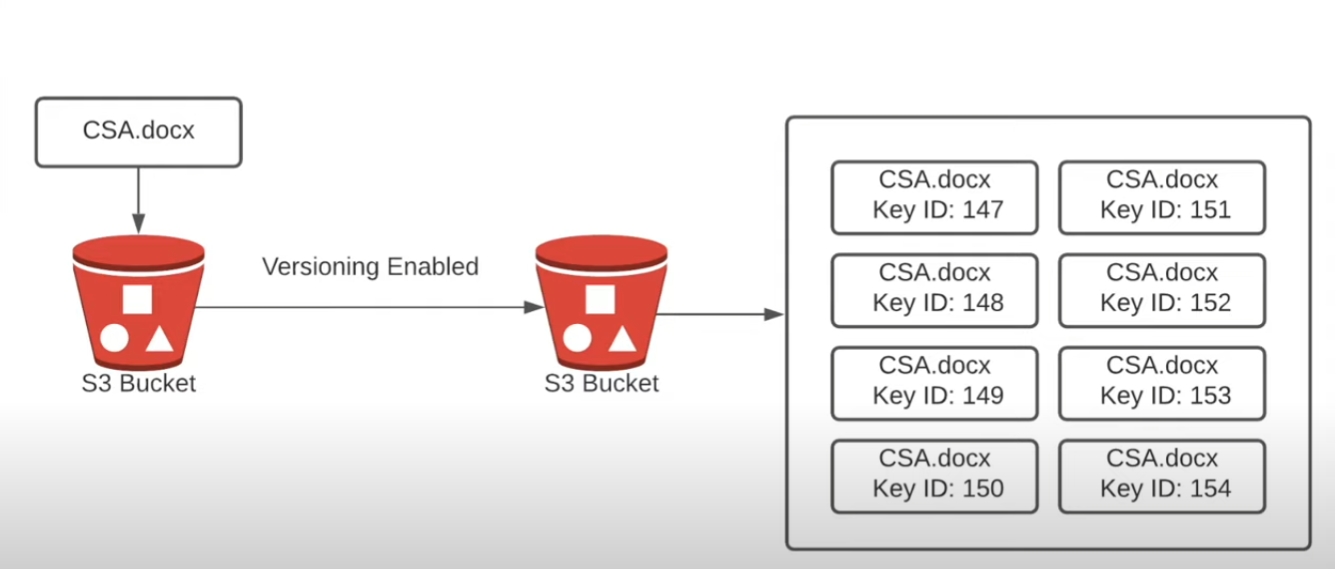 CSA.docx
Versioning Enabled
S3 Bucket
S3 Bucket
CSA.docx
Key ID: 147
CSA.docx
Key ID: 151
CSA.docx
Key ID: 148
CSA.docx
Key ID: 152
CSA.docx
Key ID: 149
CSA.docx
Key ID: 153
CSA.docx
Key ID: 150
CSA.docx
Key ID: 154